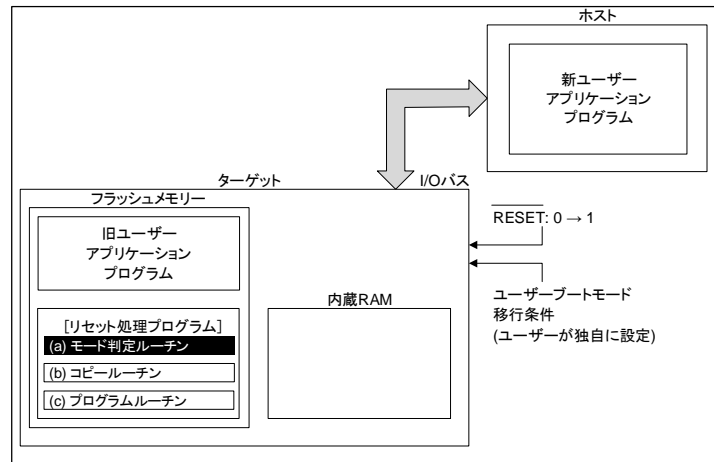 ホスト
新ユーザー
アプリケーション
プログラム
ターゲット
I/Oバス
フラッシュメモリー
旧ユーザー
アプリケーション
プログラム
RESET: 0 → 1
内蔵RAM
ユーザーブートモード
移行条件
(ユーザーが独自に設定)
[リセット処理プログラム]
(a) モード判定ルーチン
(b) コピールーチン
(c) プログラムルーチン